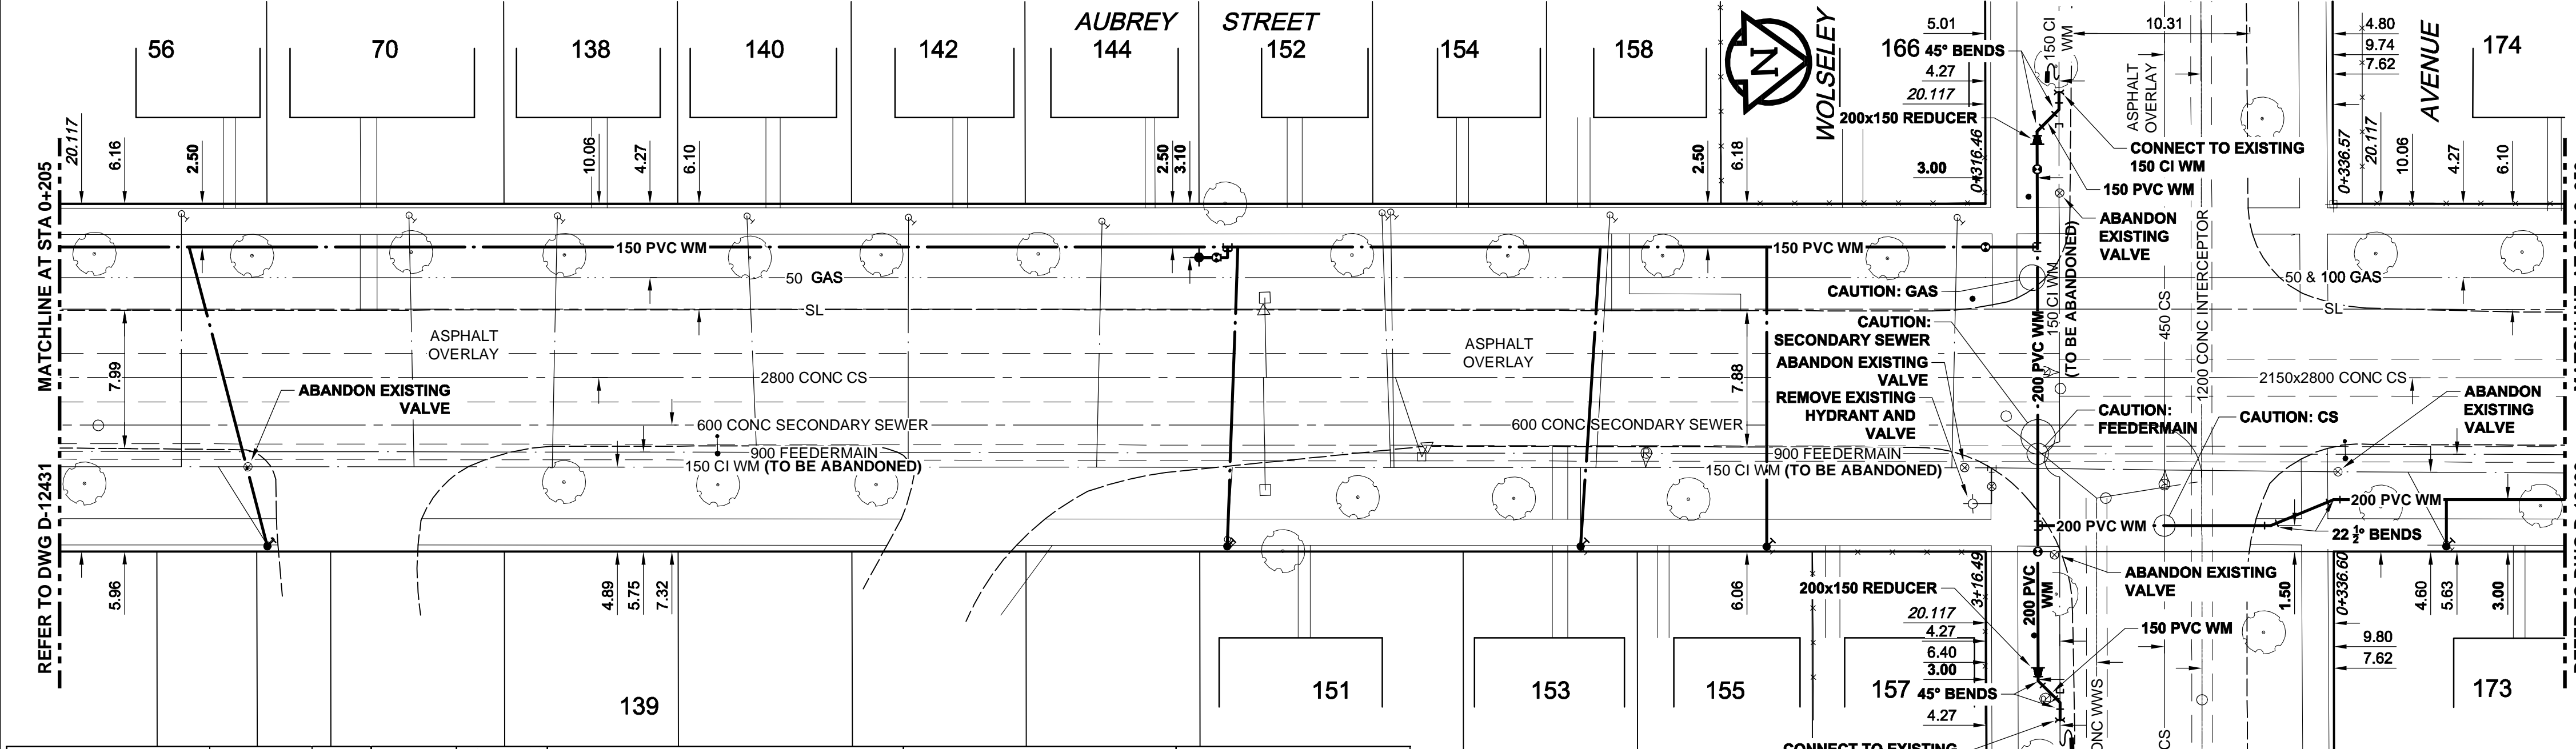 AUBREY STREET
56
70
138
140
142
144
152
154
158
N
WOLSELEY
166
5.01
45° BENDS
4.27
20.117
200x150 REDUCER
0+316.46
3.00
150 CI
WM
10.31
ASPHALT
OVERLAY
4.80
9.74
7.62
AVENUE
174
CONNECT TO EXISTING
150 CI WM
150 PVC WM
ABANDON
EXISTING
VALVE
0+336.57
20.117
10.06
4.27
6.10
MATCHLINE AT STA 0+205
20.117
6.16
2.50
10.06
4.27
6.10
2.50
3.10
2.50
6.18
150 PVC WM
150 PVC WM
50 GAS
SL
CAUTION: GAS
150 CI WM
(TO BE ABANDONED)
200 PVC WM
450 CS
1200 CONC INTERCEPTOR
50 & 100 GAS
SL
7.99
ASPHALT
OVERLAY
ABANDON EXISTING
VALVE
2800 CONC CS
600 CONC SECONDARY SEWER
900 FEEDERMAIN
150 CI WM (TO BE ABANDONED)
ASPHALT
OVERLAY
7.88
600 CONC SECONDARY SEWER
900 FEEDERMAIN
150 CI WM (TO BE ABANDONED)
CAUTION:
SECONDARY SEWER
ABANDON EXISTING
VALVE
REMOVE EXISTING
HYDRANT AND
VALVE
CAUTION:
FEEDERMAIN
CAUTION: CS
2150x2800 CONC CS
ABANDON
EXISTING
VALVE
200 PVC WM
200 PVC WM
22 ½° BENDS
REFER TO DWG D-12431
5.96
4.89
5.75
7.32
6.06
139
151
153
155
157
200x150 REDUCER
3+16.49
20.117
4.27
6.40
3.00
45° BENDS
4.27
CONNECT TO EXISTING
200 PVC
WM
ABANDON EXISTING
VALVE
150 PVC WM
CS
1.50
0+336.60
4.60
5.63
3.00
9.80
7.62
173